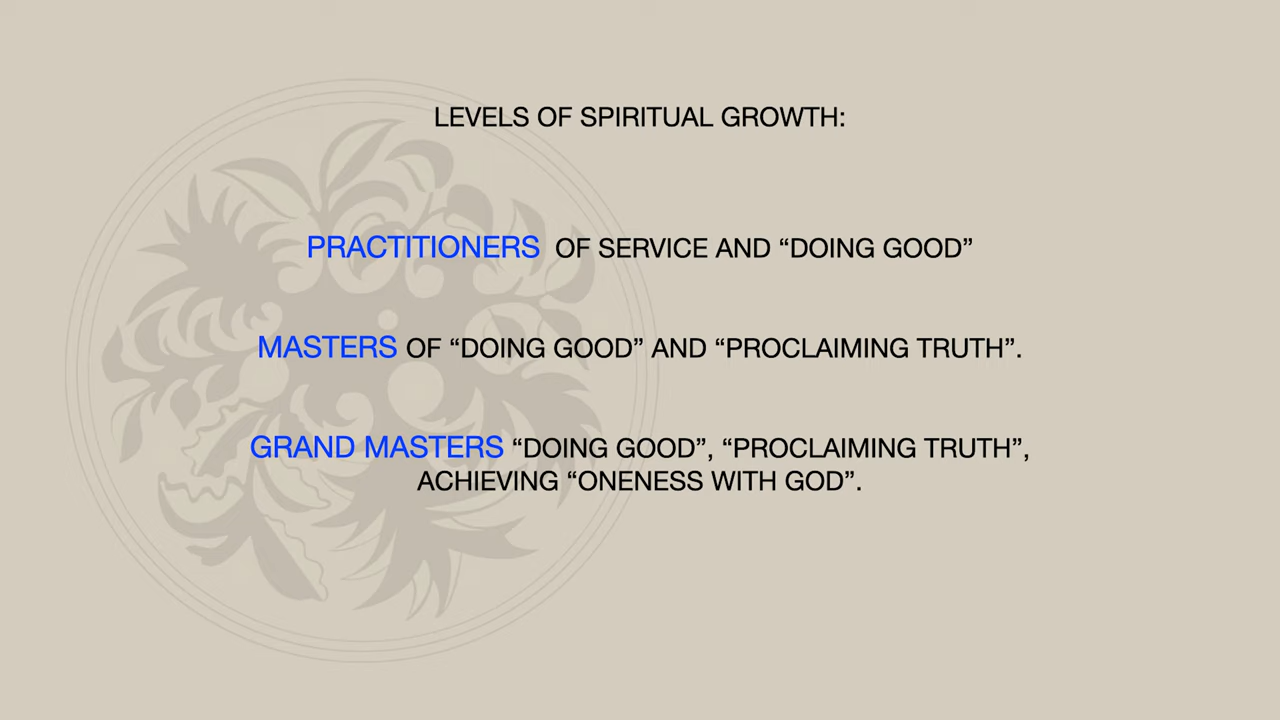 LEVELS OF SPIRITUAL GROWTH:
PRACTITIONERS OF SERVICE AND “DOING GOOD”
MASTERS OF “DOING GOOD” AND “PROCLAIMING TRUTH”.
GRAND MASTERS “DOING GOOD”, “PROCLAIMING TRUTH”,
ACHIEVING “ONENESS WITH GOD”.